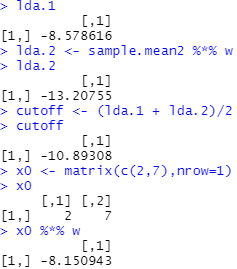 > lda.1
[,1]
[1,] -8.578616
> lda.2 <- sample.mean2 %*% w
> lda.2
[,1]
[1,] -13.20755
> cutoff <- (lda.1 + lda.2)/2
> cutoff
[,1]
[1,] -10.89308
> x0 <- matrix(c(2,7),nrow=1)
> x0
[,1] [,2]
[1,] 2 7
> x0 %*% w
[,1]
[1,] -8.150943